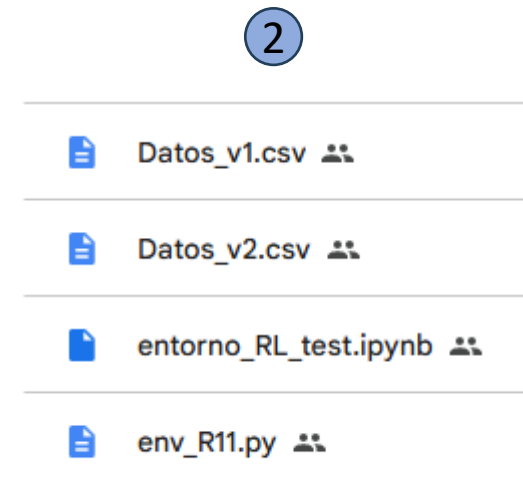 2
Datos_v1.csv
Datos_v2.csv
entorno_RL_test.ipynb
env_R11.py